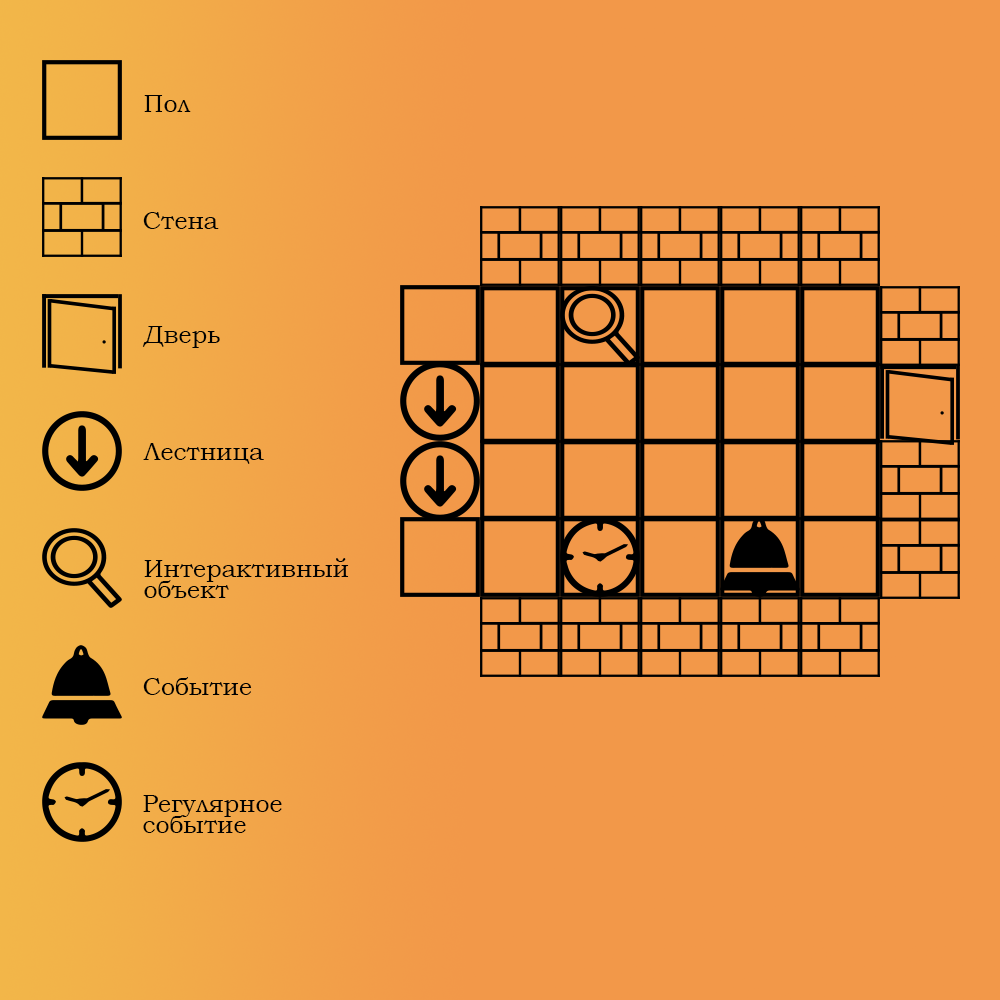 Пол
Стена
Дверь
Лестница
Интерактивный
объект
Событие
Регулярное
событие